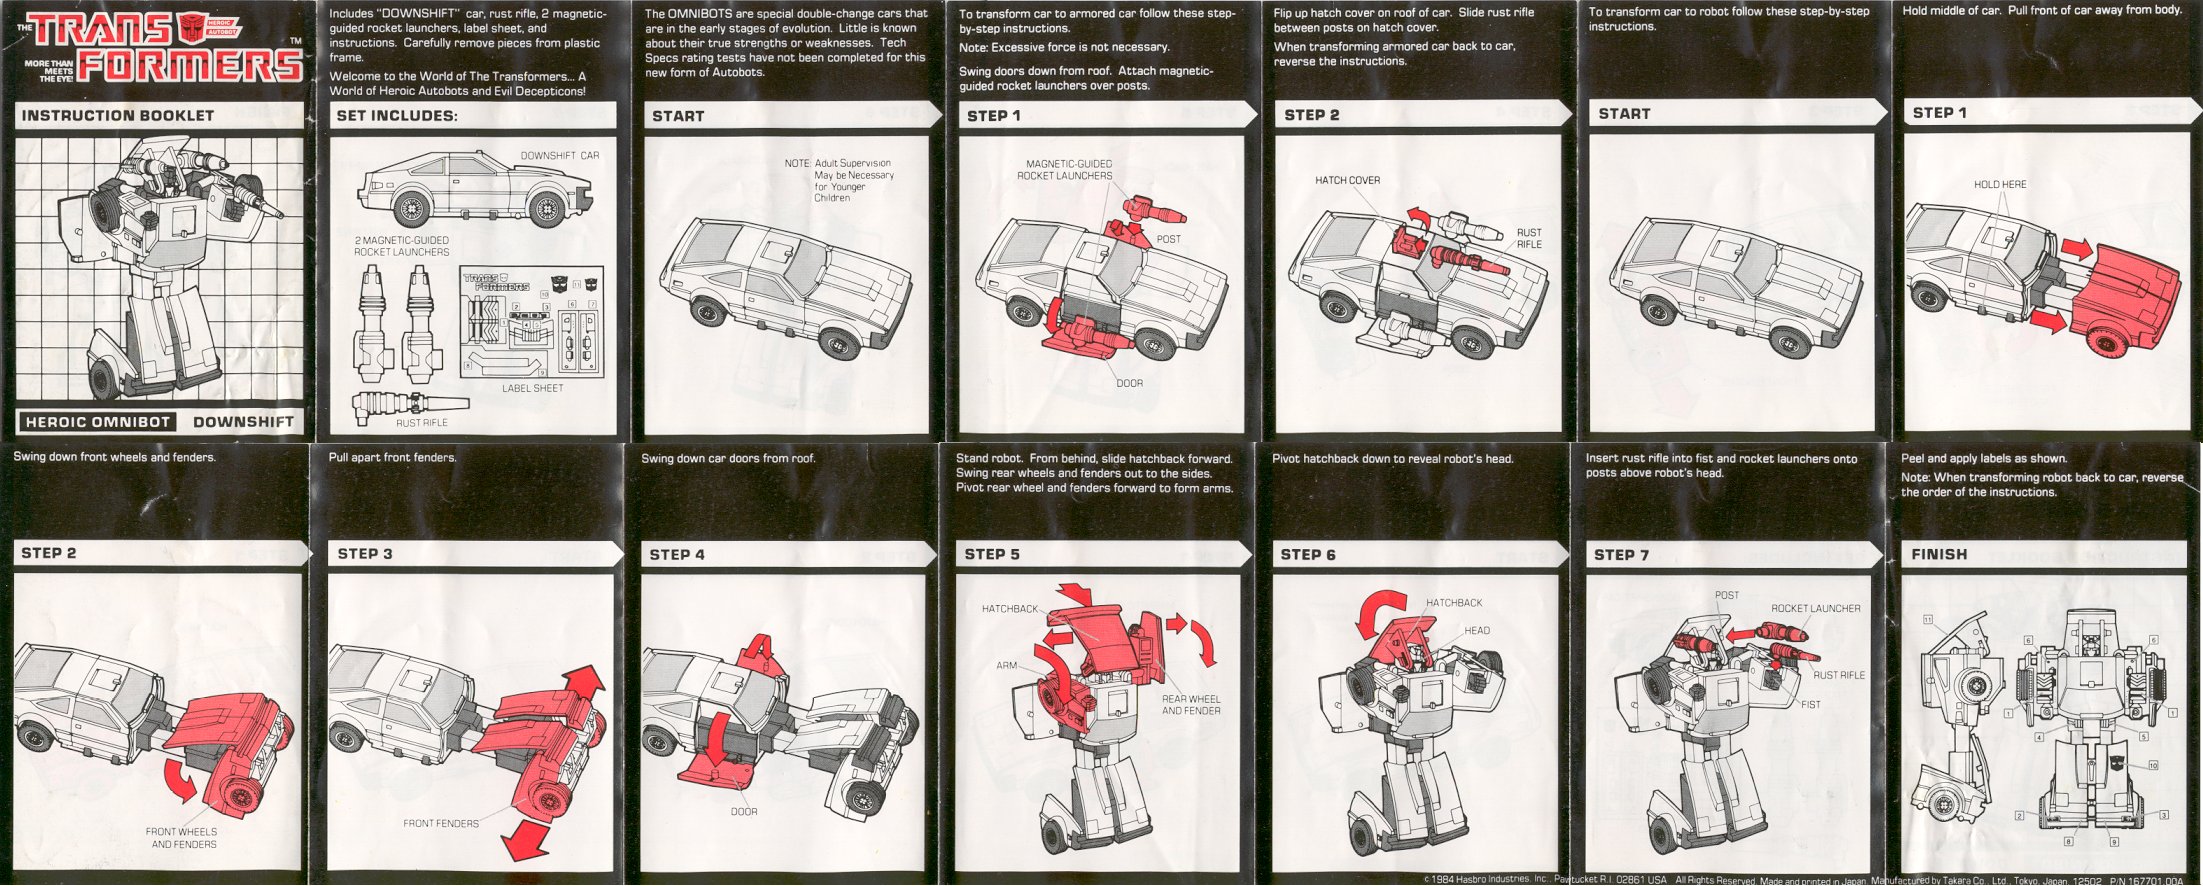 THE TRANSFORMERS
HEROIC AUTOBOT
™
MORE THAN
MEETS
THE EYE!
INSTRUCTION BOOKLET
HEROIC OMNIBOT DOWNSHIFT
Includes "DOWNSHIFT" car, rust rifle, 2 magnetic-
guided rocket launchers, label sheet, and
instructions. Carefully remove pieces from plastic
frame.
Welcome to the World of The Transformers... A
World of Heroic Autobots and Evil Decepticons!
SET INCLUDES:
DOWNSHIFT CAR
2 MAGNETIC-GUIDED
ROCKET LAUNCHERS
TRANSFORMERS
10
11
2
3
6
7
1
4
5
8
9
LABEL SHEET
RUST RIFLE
The OMNIBOTS are special double-change cars that
are in the early stages of evolution. Little is known
about their true strengths or weaknesses. Tech
Specs rating tests have not been completed for this
new form of Autobots.
START
NOTE: Adult Supervision
May be Necessary
for Younger
Children
To transform car to armored car follow these step-
by-step instructions.
Note: Excessive force is not necessary.
Swing doors down from roof. Attach magnetic-
guided rocket launchers over posts.
STEP 1
MAGNETIC-GUIDED
ROCKET LAUNCHERS
POST
DOOR
Flip up hatch cover on roof of car. Slide rust rifle
between posts on hatch cover.
When transforming armored car back to car,
reverse the instructions.
STEP 2
HATCH COVER
RUST
RIFLE
To transform car to robot follow these step-by-step
instructions.
START
Hold middle of car. Pull front of car away from body.
STEP 1
HOLD HERE
Swing down front wheels and fenders.
STEP 2
FRONT WHEELS
AND FENDERS
Pull apart front fenders.
STEP 3
FRONT FENDERS
Swing down car doors from roof.
STEP 4
DOOR
Stand robot. From behind, slide hatchback forward.
Swing rear wheels and fenders out to the sides.
Pivot rear wheel and fenders forward to form arms.
STEP 5
HATCHBACK
ARM
REAR WHEEL
AND FENDER
Pivot hatchback down to reveal robot's head.
STEP 6
HATCHBACK
HEAD
Insert rust rifle into fist and rocket launchers onto
posts above robot's head.
STEP 7
POST
ROCKET LAUNCHER
RUST RIFLE
FIST
Peel and apply labels as shown.
Note: When transforming robot back to car, reverse
the order of the instructions.
FINISH
11
6
6
1
1
4
5
10
2
3
8
9
© 1984 Hasbro Industries, Inc., Pawtucket R.I. 02861 USA All Rights Reserved. Made and printed in Japan. Manufactured by Takara Co., Ltd., Tokyo, Japan. 12502 P/N 167701.00A